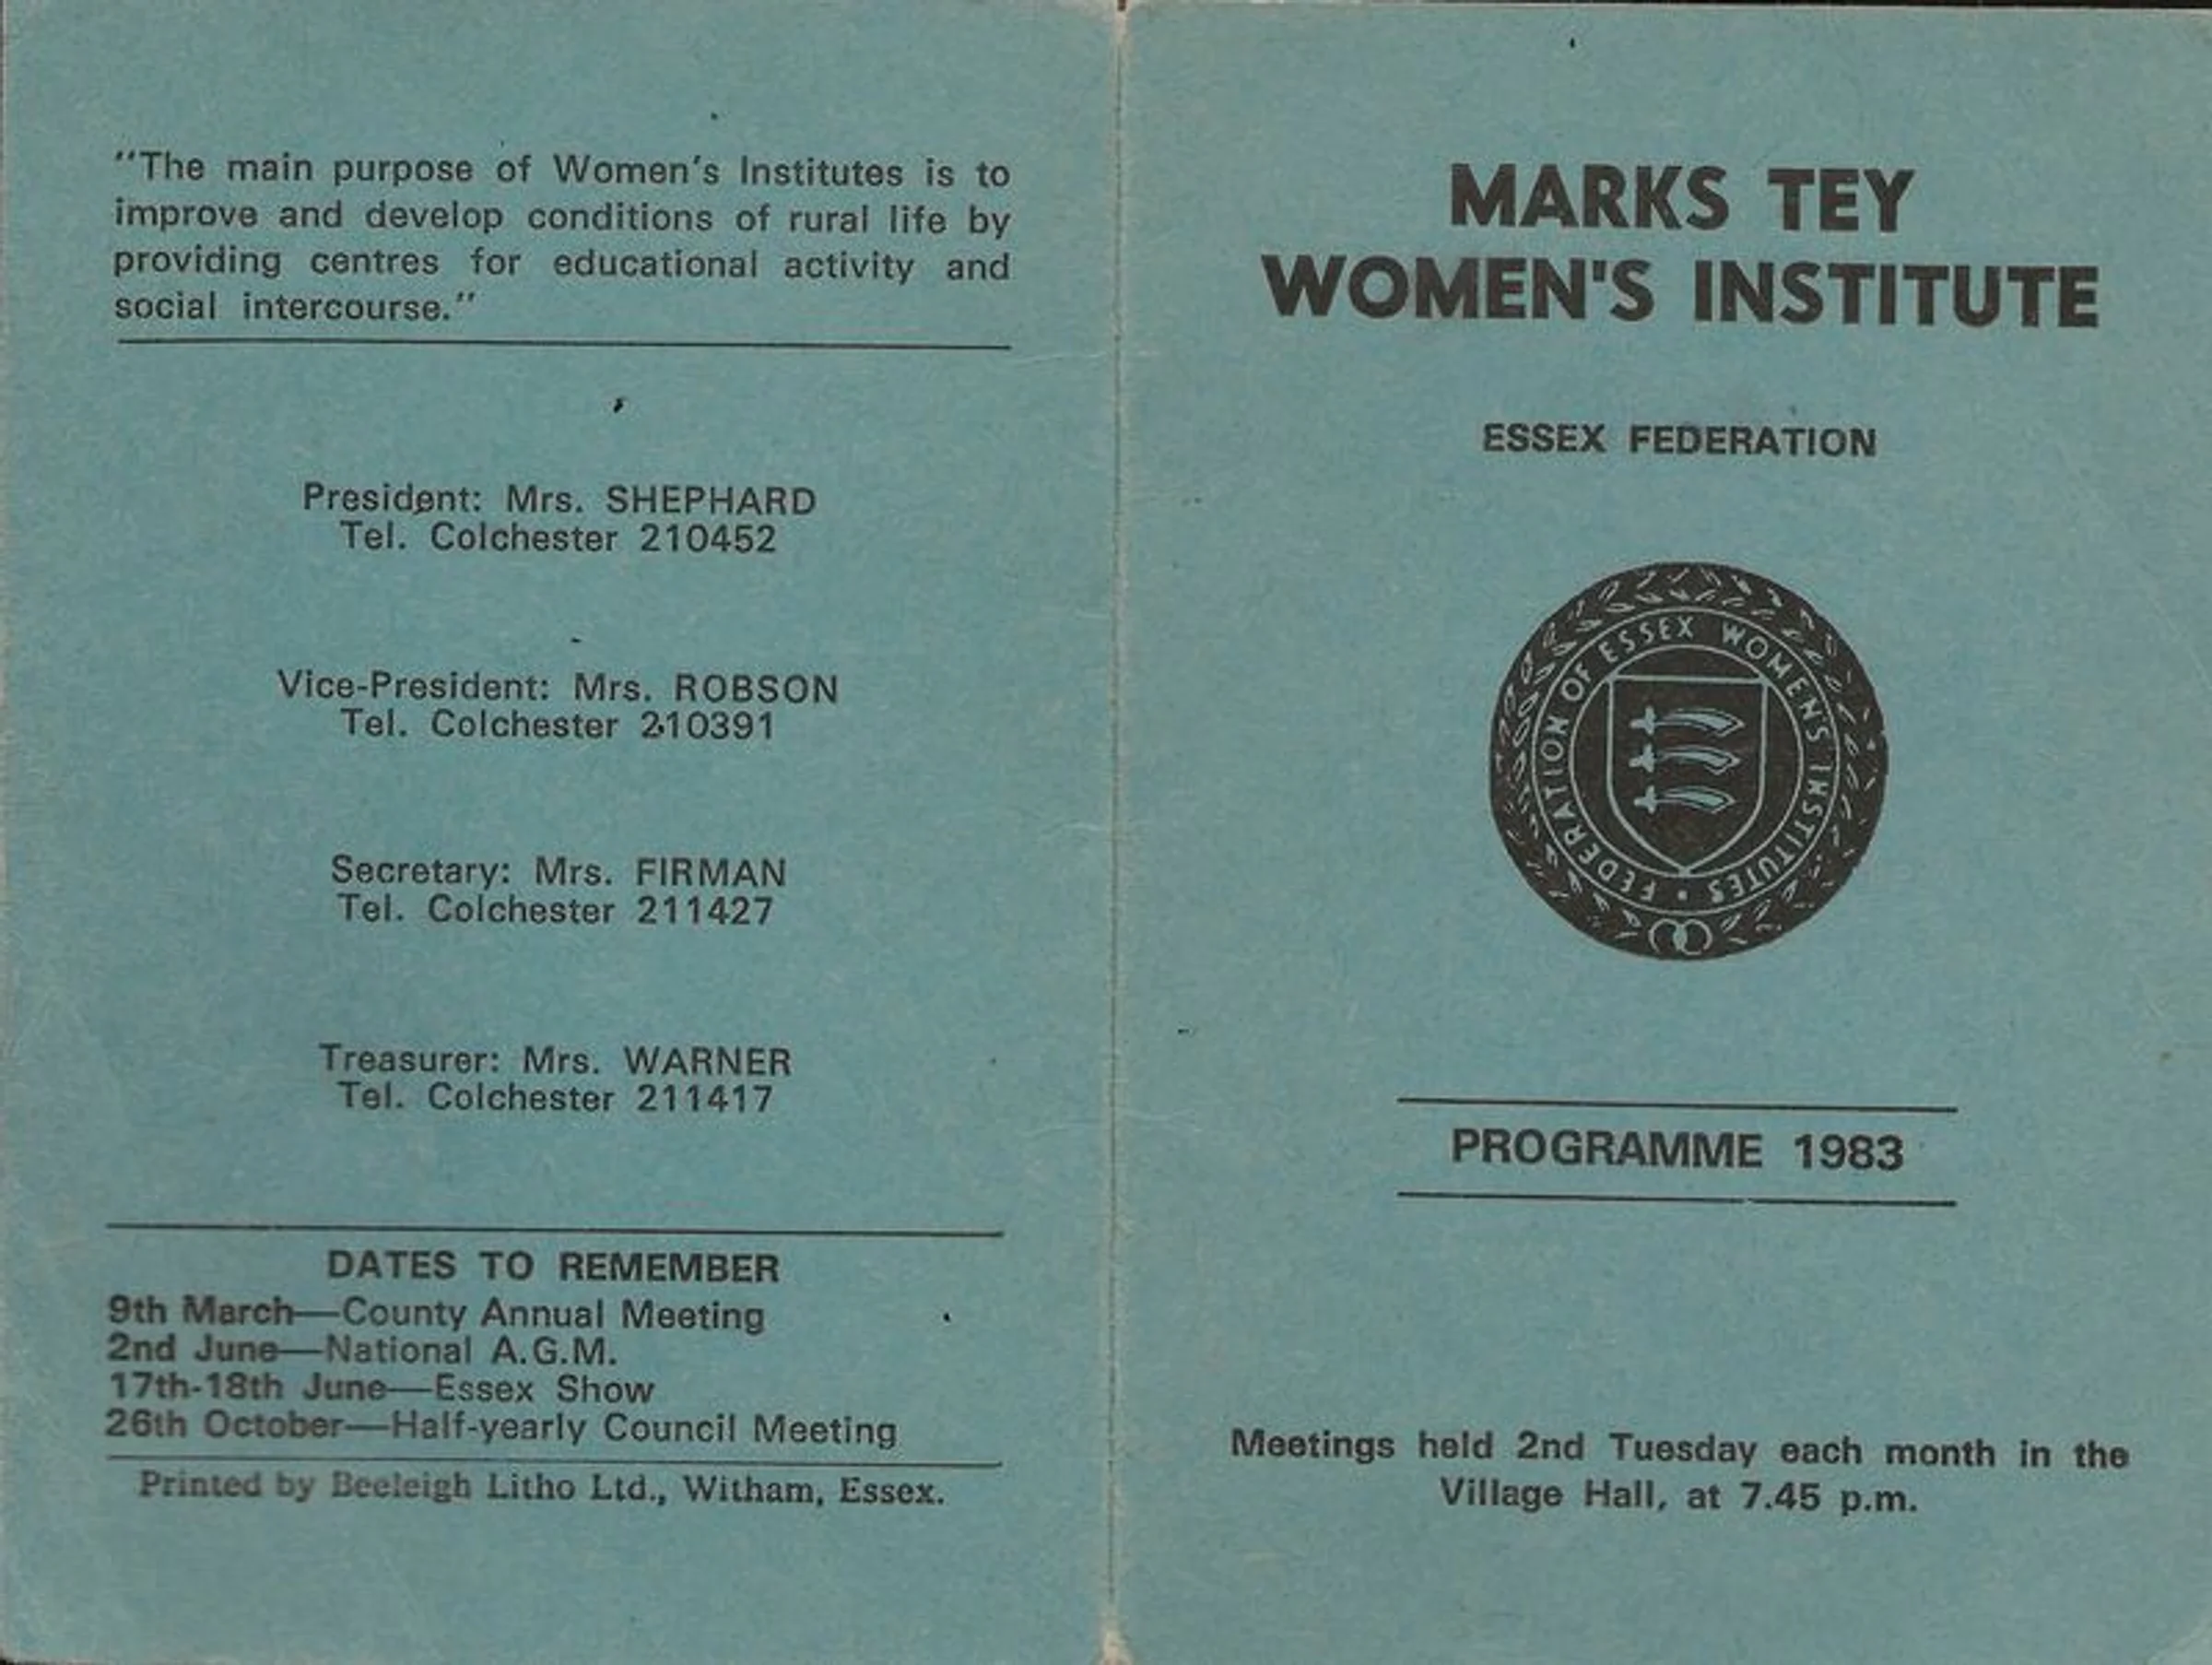 "The main purpose of Women's Institutes is to
improve and develop conditions of rural life by
providing centres for educational activity and
social intercourse."
President: Mrs. SHEPHARD
Tel. Colchester 210452
Vice-President: Mrs. ROBSON
Tel. Colchester 210391
Secretary: Mrs. FIRMAN
Tel. Colchester 211427
Treasurer: Mrs. WARNER
Tel. Colchester 211417
DATES TO REMEMBER
9th March—County Annual Meeting
2nd June—National A.G.M.
17th-18th June—Essex Show
26th October—Half-yearly Council Meeting
Printed by Beeleigh Litho Ltd., Witham, Essex.
MARKS TEY
WOMEN'S INSTITUTE
ESSEX FEDERATION
FEDERATION OF ESSEX WOMEN'S INSTITUTES •
PROGRAMME 1983
Meetings held 2nd Tuesday each month in the
Village Hall, at 7.45 p.m.